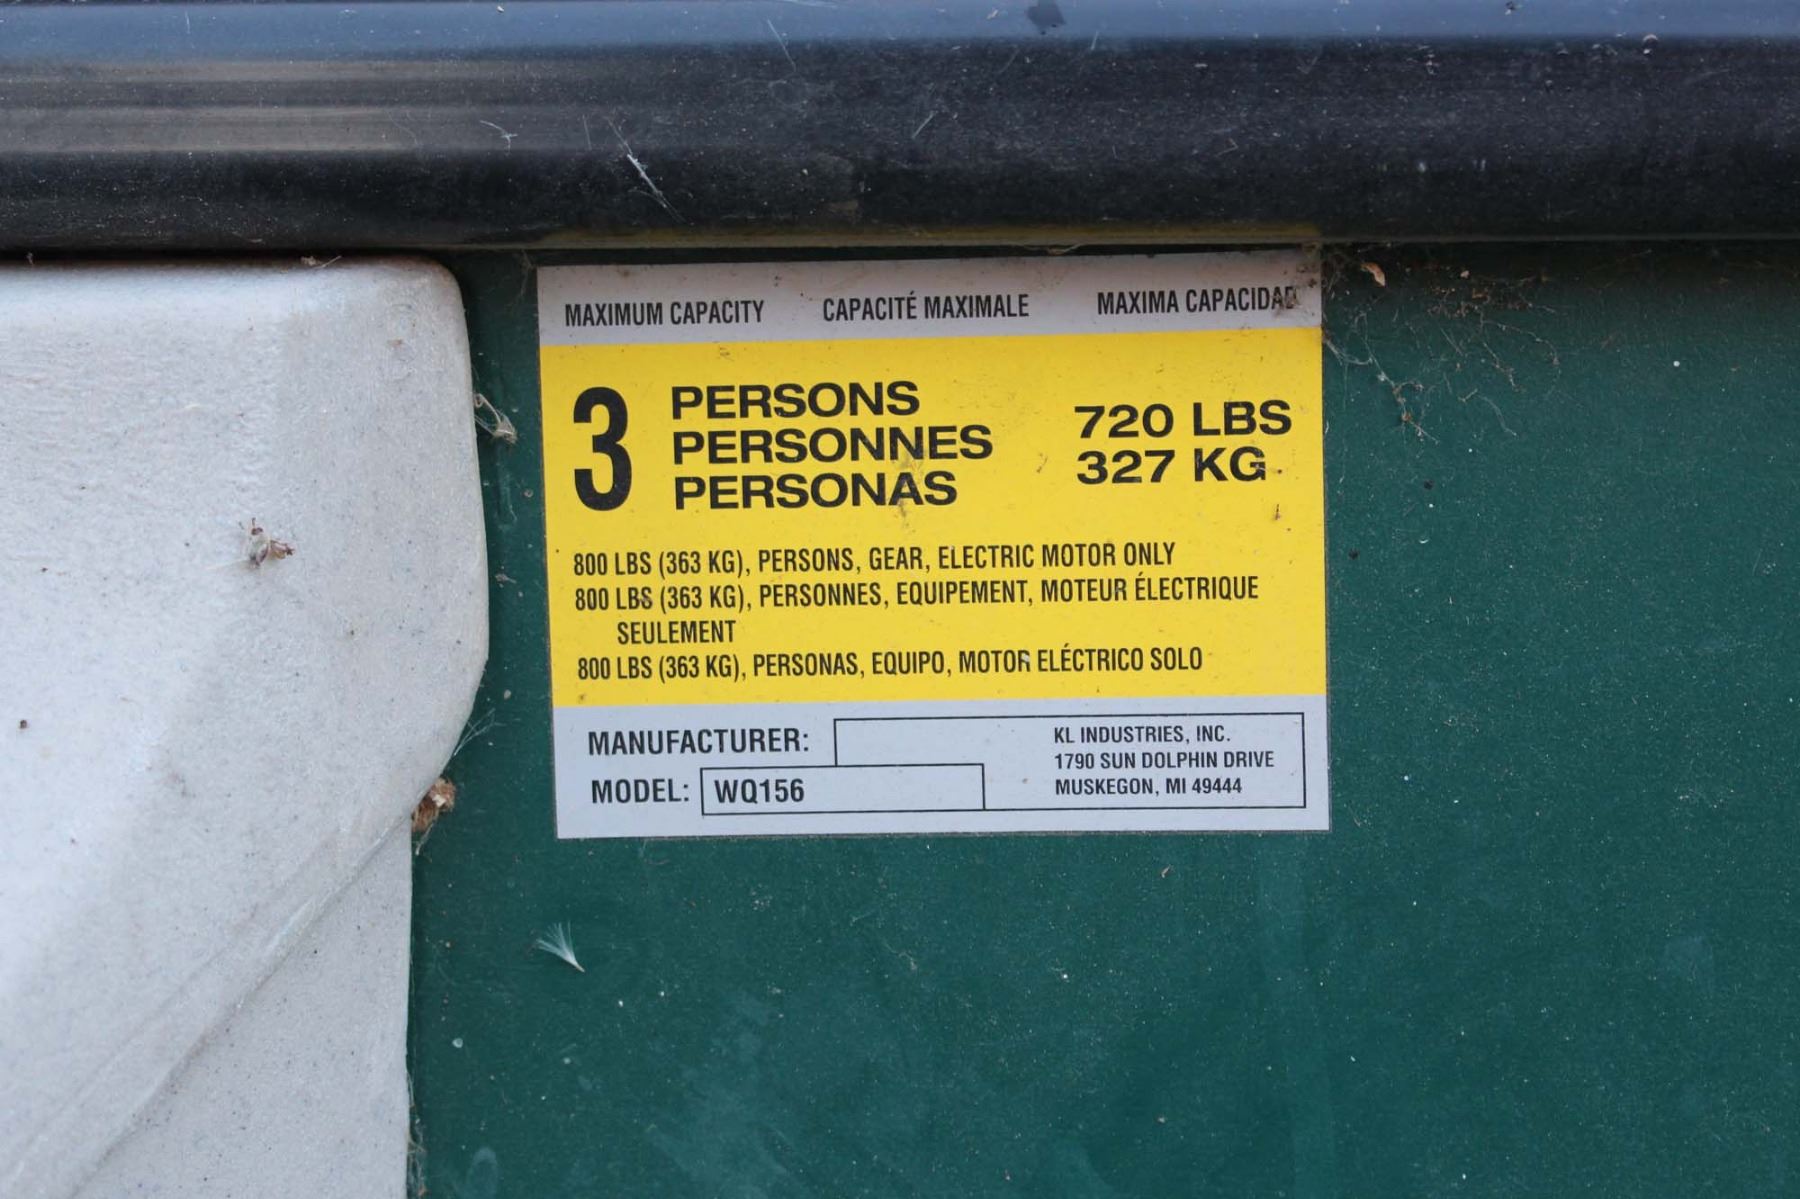 MAXIMUM CAPACITY CAPACITÉ MAXIMALE MAXIMA CAPACIDAD
3 PERSONS
PERSONNES
PERSONAS
720 LBS
327 KG
800 LBS (363 KG), PERSONS, GEAR, ELECTRIC MOTOR ONLY
800 LBS (363 KG), PERSONNES, EQUIPEMENT, MOTEUR ÉLECTRIQUE
SEULEMENT
800 LBS (363 KG), PERSONAS, EQUIPO, MOTOR ELÉCTRICO SOLO
MANUFACTURER:
KL INDUSTRIES, INC.
1790 SUN DOLPHIN DRIVE
MUSKEGON, MI 49444
MODEL: WQ156